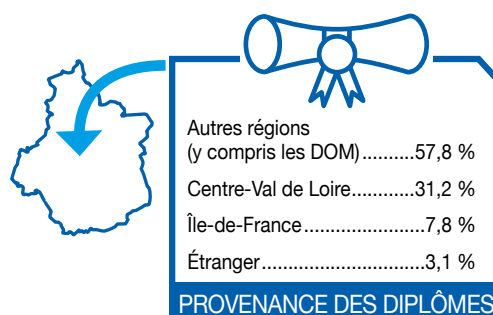 Autres régions
(y compris les DOM)..........57,8 %
Centre-Val de Loire............31,2 %
Île-de-France.......................7,8 %
Étranger...............................3,1 %
PROVENANCE DES DIPLÔMES